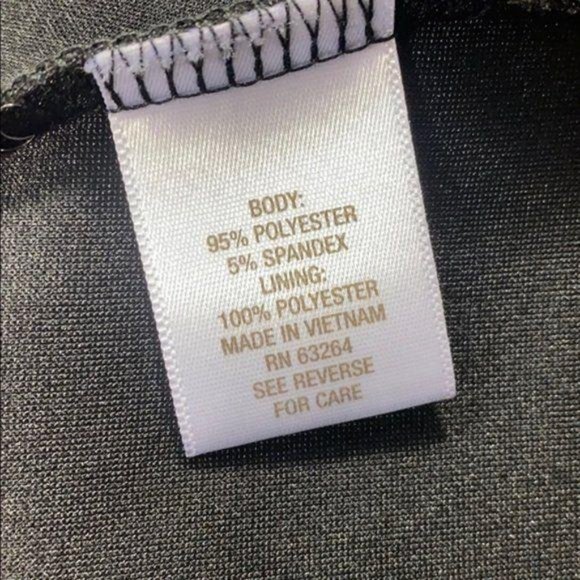 BODY:
95% POLYESTER
5% SPANDEX
LINING:
100% POLYESTER
MADE IN VIETNAM
RN 63264
SEE REVERSE
FOR CARE